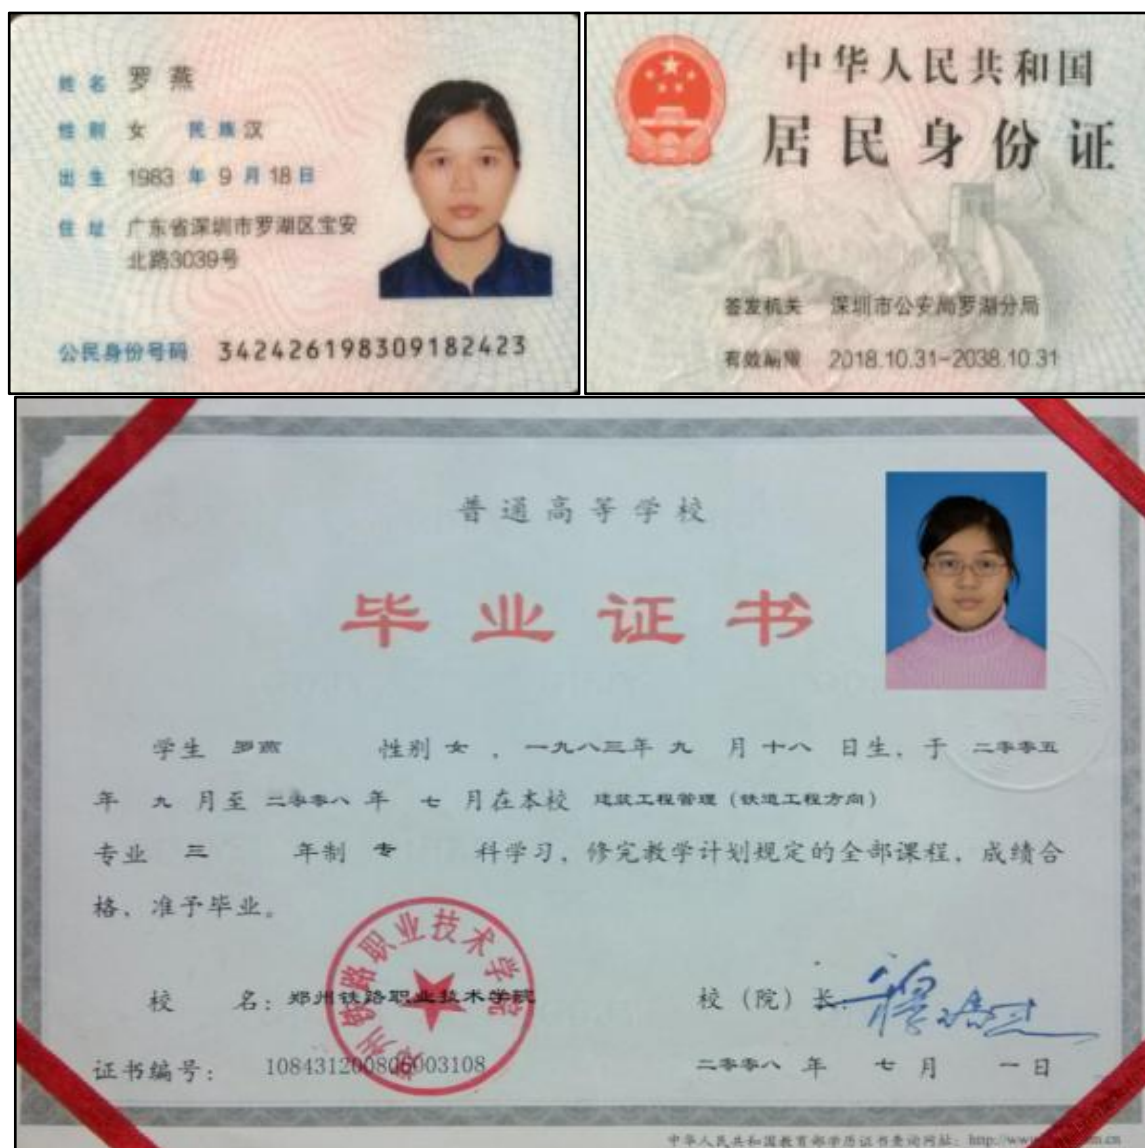 姓名 罗燕
性别 女 民族 汉
出生 1983 年 9 月 18 日
住址 广东省深圳市罗湖区宝安
北路3039号
公民身份号码 342426198309182423
中华人民共和国
居民身份证
签发机关 深圳市公安局罗湖分局
有效期限 2018.10.31-2038.10.31
普通高等学校
毕业证书
学生 罗燕 性别 女 ，一九八三年 九 月 十八 日生，于 二零零五
年 九 月至 二零零八 年 七 月在本校 建筑工程管理（铁道工程方向）
专业 三 年制 专 科学习，修完教学计划规定的全部课程，成绩合
格，准予毕业。
郑州铁路职业技术学院
校 名：郑州铁路职业技术学院 校（院）长：
证书编号： 108431200806003108 二零零八 年 七 月 一 日
中华人民共和国教育部学历证书查询网址：http://www.